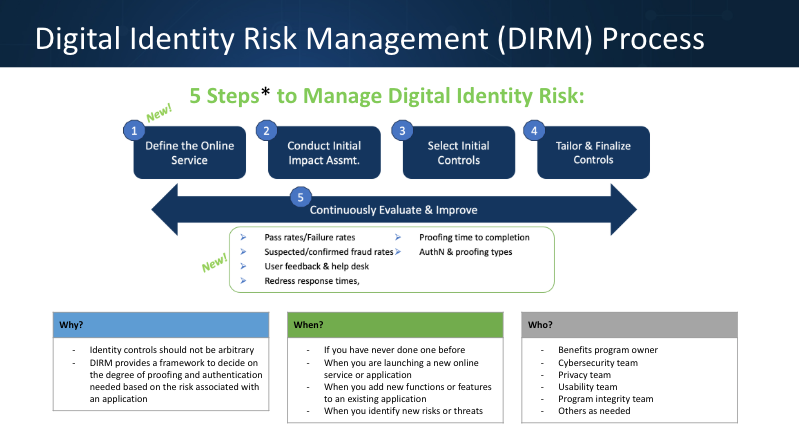 Digital Identity Risk Management (DIRM) Process
5 Steps* to Manage Digital Identity Risk:
New!
1
Define the Online
Service
2
Conduct Initial
Impact Assmt.
3
Select Initial
Controls
4
Tailor & Finalize
Controls
5
Continuously Evaluate & Improve
New!
➢ Pass rates/Failure rates
➢ Suspected/confirmed fraud rates
➢ User feedback & help desk
➢ Redress response times,
➢ Proofing time to completion
➢ AuthN & proofing types
Why?
- Identity controls should not be arbitrary
- DIRM provides a framework to decide on
the degree of proofing and authentication
needed based on the risk associated with
an application
When?
- If you have never done one before
- When you are launching a new online
service or application
- When you add new functions or features
to an existing application
- When you identify new risks or threats
Who?
- Benefits program owner
- Cybersecurity team
- Privacy team
- Usability team
- Program integrity team
- Others as needed